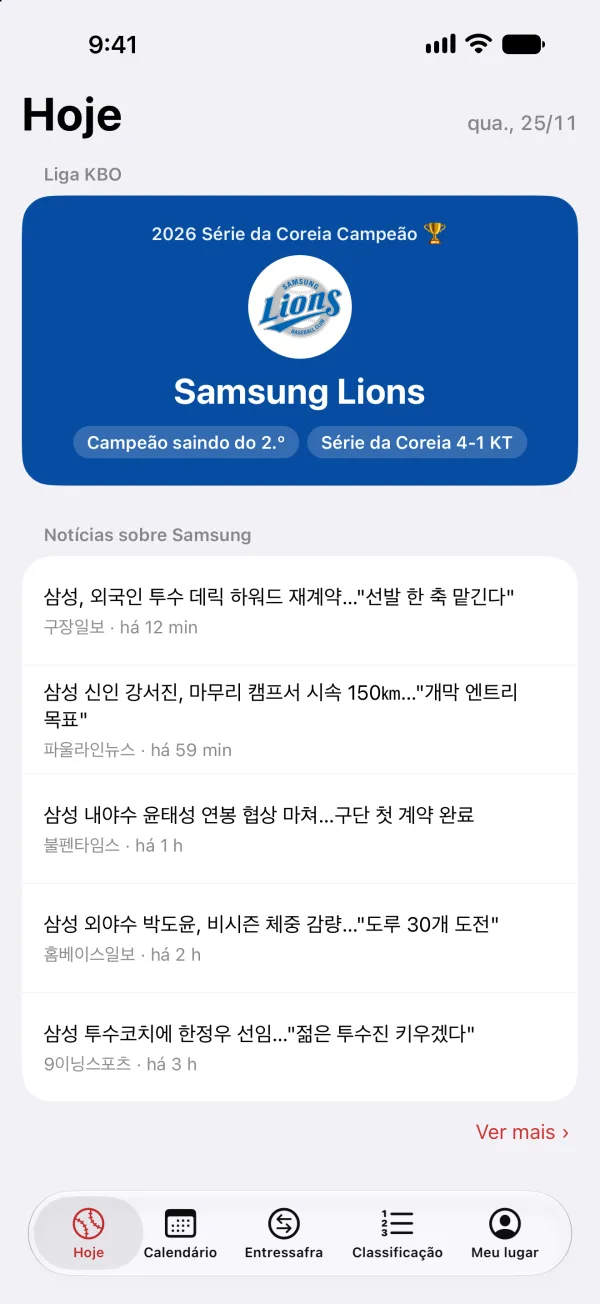 9:41
Hoje
qua., 25/11
Liga KBO
2026 Série da Coreia Campeão 🏆
SAMSUNG
Lions
BASEBALL CLUB
Samsung Lions
Campeão saindo do 2.º
Série da Coreia 4-1 KT
Notícias sobre Samsung
삼성, 외국인 투수 데릭 하워드 재계약…"선발 한 축 맡긴다"
구장일보 · há 12 min
삼성 신인 강서진, 마무리 캠프서 시속 150㎞…"개막 엔트리
목표"
파울라인뉴스 · há 59 min
삼성 내야수 윤태성 연봉 협상 마쳐…구단 첫 계약 완료
불펜타임스 · há 1 h
삼성 외야수 박도윤, 비시즌 체중 감량…"도루 30개 도전"
홈베이스일보 · há 2 h
삼성 투수코치에 한정우 선임…"젊은 투수진 키우겠다"
9이닝스포츠 · há 3 h
Ver mais ›
Hoje
Calendário
Entressafra
Classificação
Meu lugar